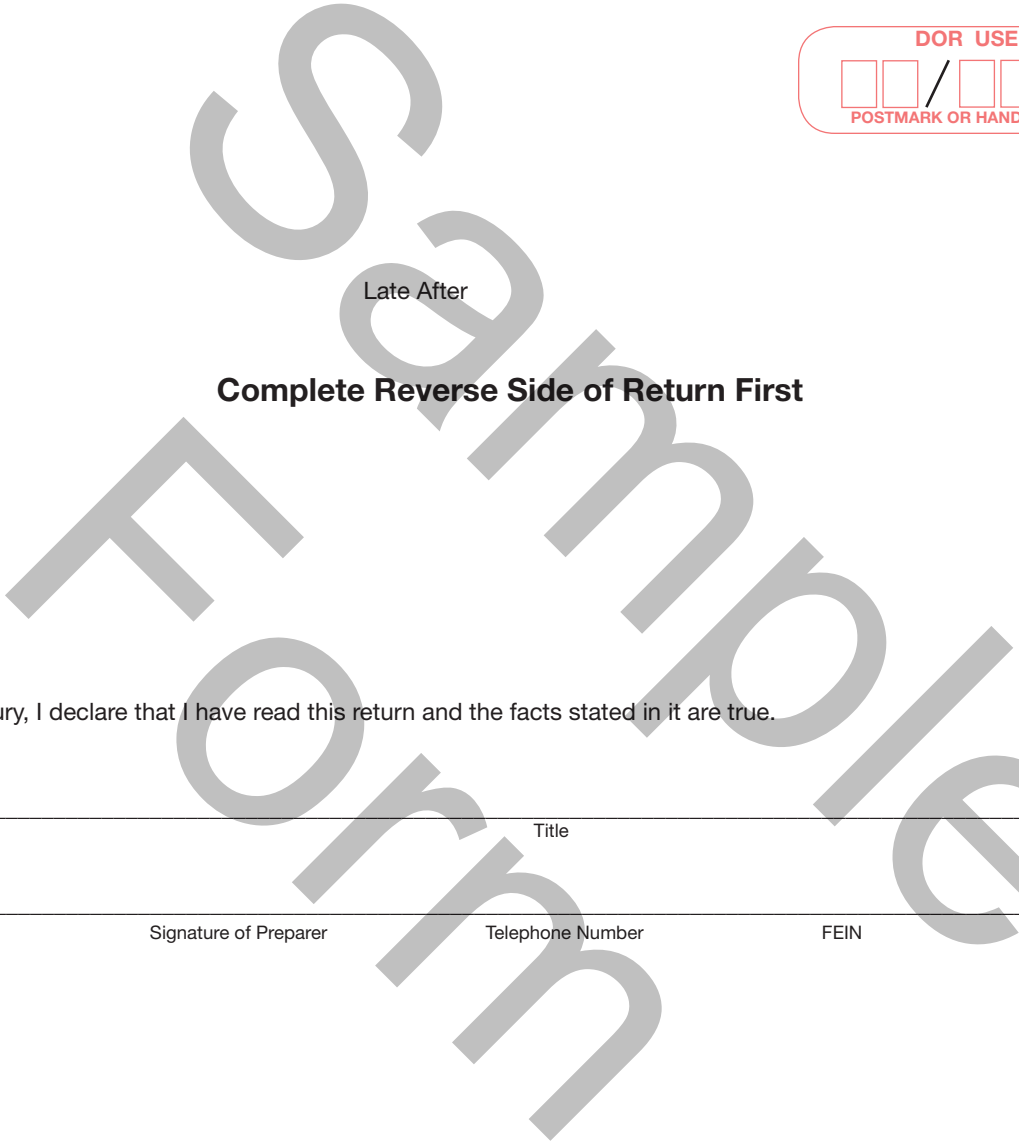 DOR USE
/
POSTMARK OR HAND
Late After
Complete Reverse Side of Return First
ury, I declare that I have read this return and the facts stated in it are true.
Title
Signature of Preparer Telephone Number FEIN
Sample
Form